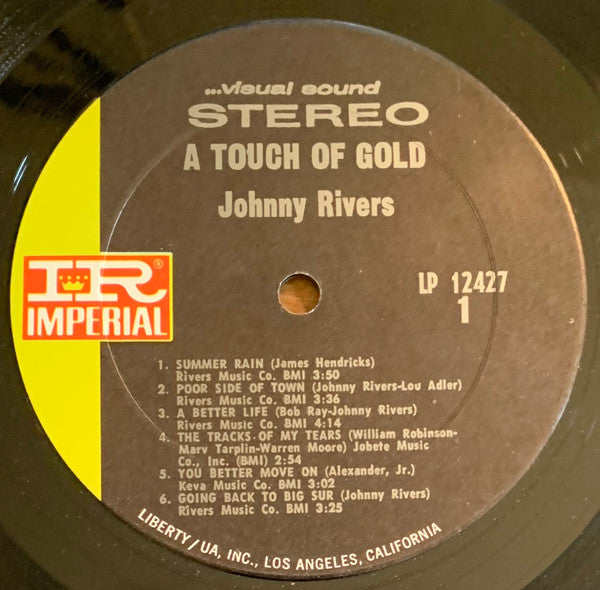 ...visual sound
STEREO
A TOUCH OF GOLD
Johnny Rivers
IR®
IMPERIAL
LP 12427
1
1. SUMMER RAIN (James Hendricks)
Rivers Music Co. BMI 3:50
2. POOR SIDE OF TOWN (Johnny Rivers-Lou Adler)
Rivers Music Co. BMI 3:36
3. A BETTER LIFE (Bob Ray-Johnny Rivers)
Rivers Music Co. BMI 4:14
4. THE TRACKS OF MY TEARS (William Robinson-
Marv Tarplin-Warren Moore) Jobete Music
Co., Inc. (BMI) 2:54
5. YOU BETTER MOVE ON (Alexander, Jr.)
Keva Music Co. BMI 3:02
6. GOING BACK TO BIG SUR (Johnny Rivers)
Rivers Music Co. BMI 3:25
LIBERTY/UA, INC., LOS ANGELES, CALIFORNIA